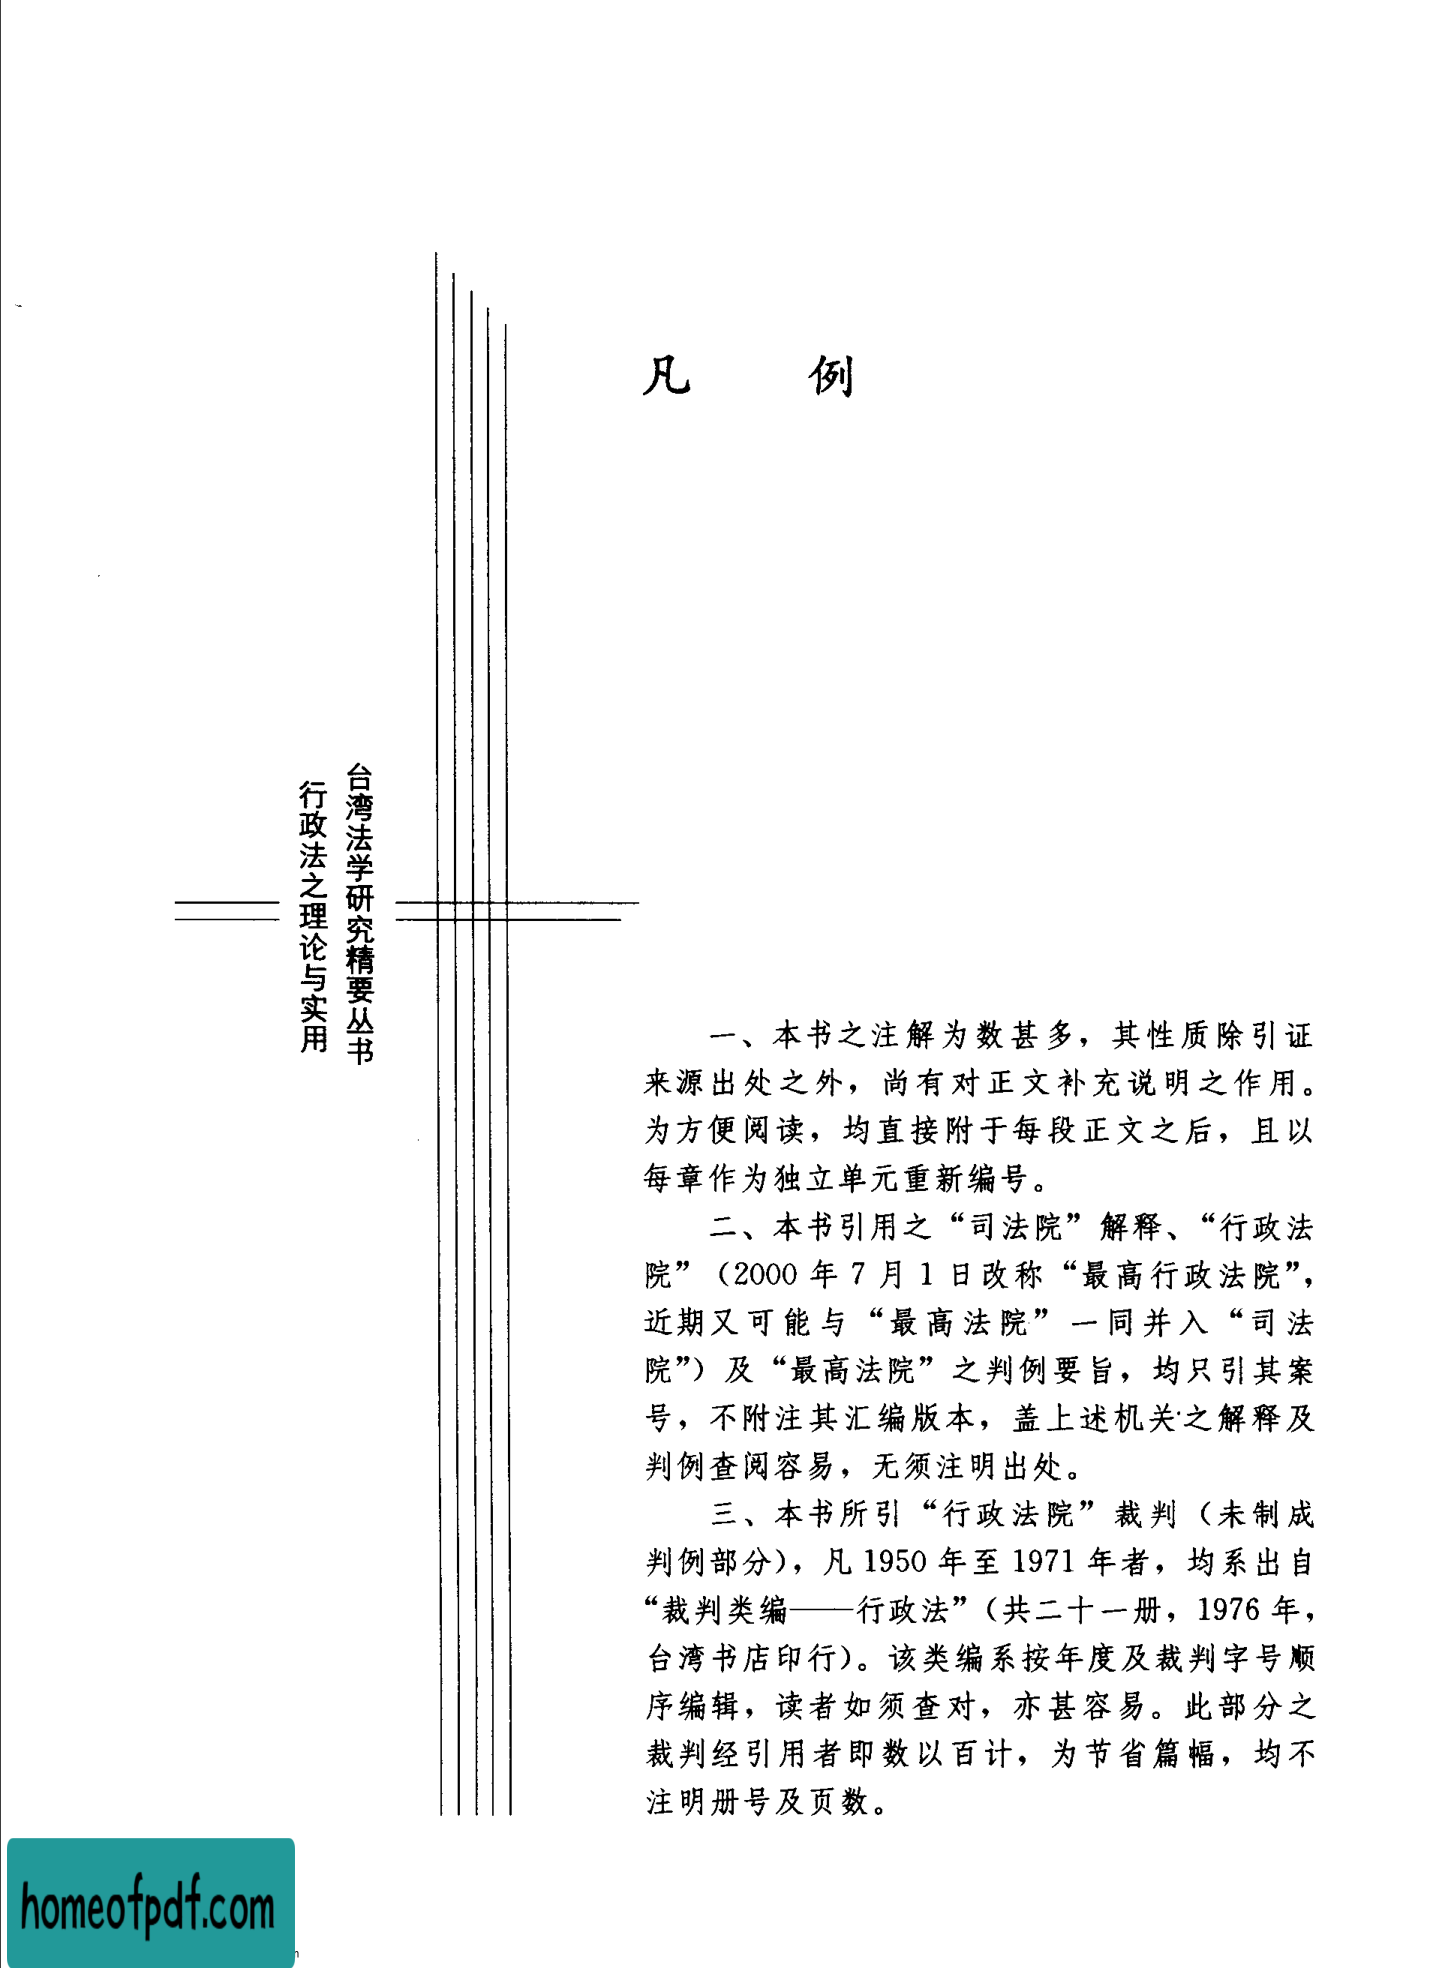 凡 例
台湾法学研究精要丛书
行政法之理论与实用
一、本书之注解为数甚多，其性质除引证
来源出处之外，尚有对正文补充说明之作用。
为方便阅读，均直接附于每段正文之后，且以
每章作为独立单元重新编号。
二、本书引用之“司法院”解释、“行政法
院”（2000 年 7 月 1 日改称“最高行政法院”，
近期又可能与“最高法院”一同并入“司法
院”）及“最高法院”之判例要旨，均只引其案
号，不附注其汇编版本，盖上述机关之解释及
判例查阅容易，无须注明出处。
三、本书所引“行政法院”裁判（未制成
判例部分），凡 1950 年至 1971 年者，均系出自
“裁判类编——行政法”（共二十一册，1976 年，
台湾书店印行）。该类编系按年度及裁判字号顺
序编辑，读者如须查对，亦甚容易。此部分之
裁判经引用者即数以百计，为节省篇幅，均不
注明册号及页数。
homeofpdf.com